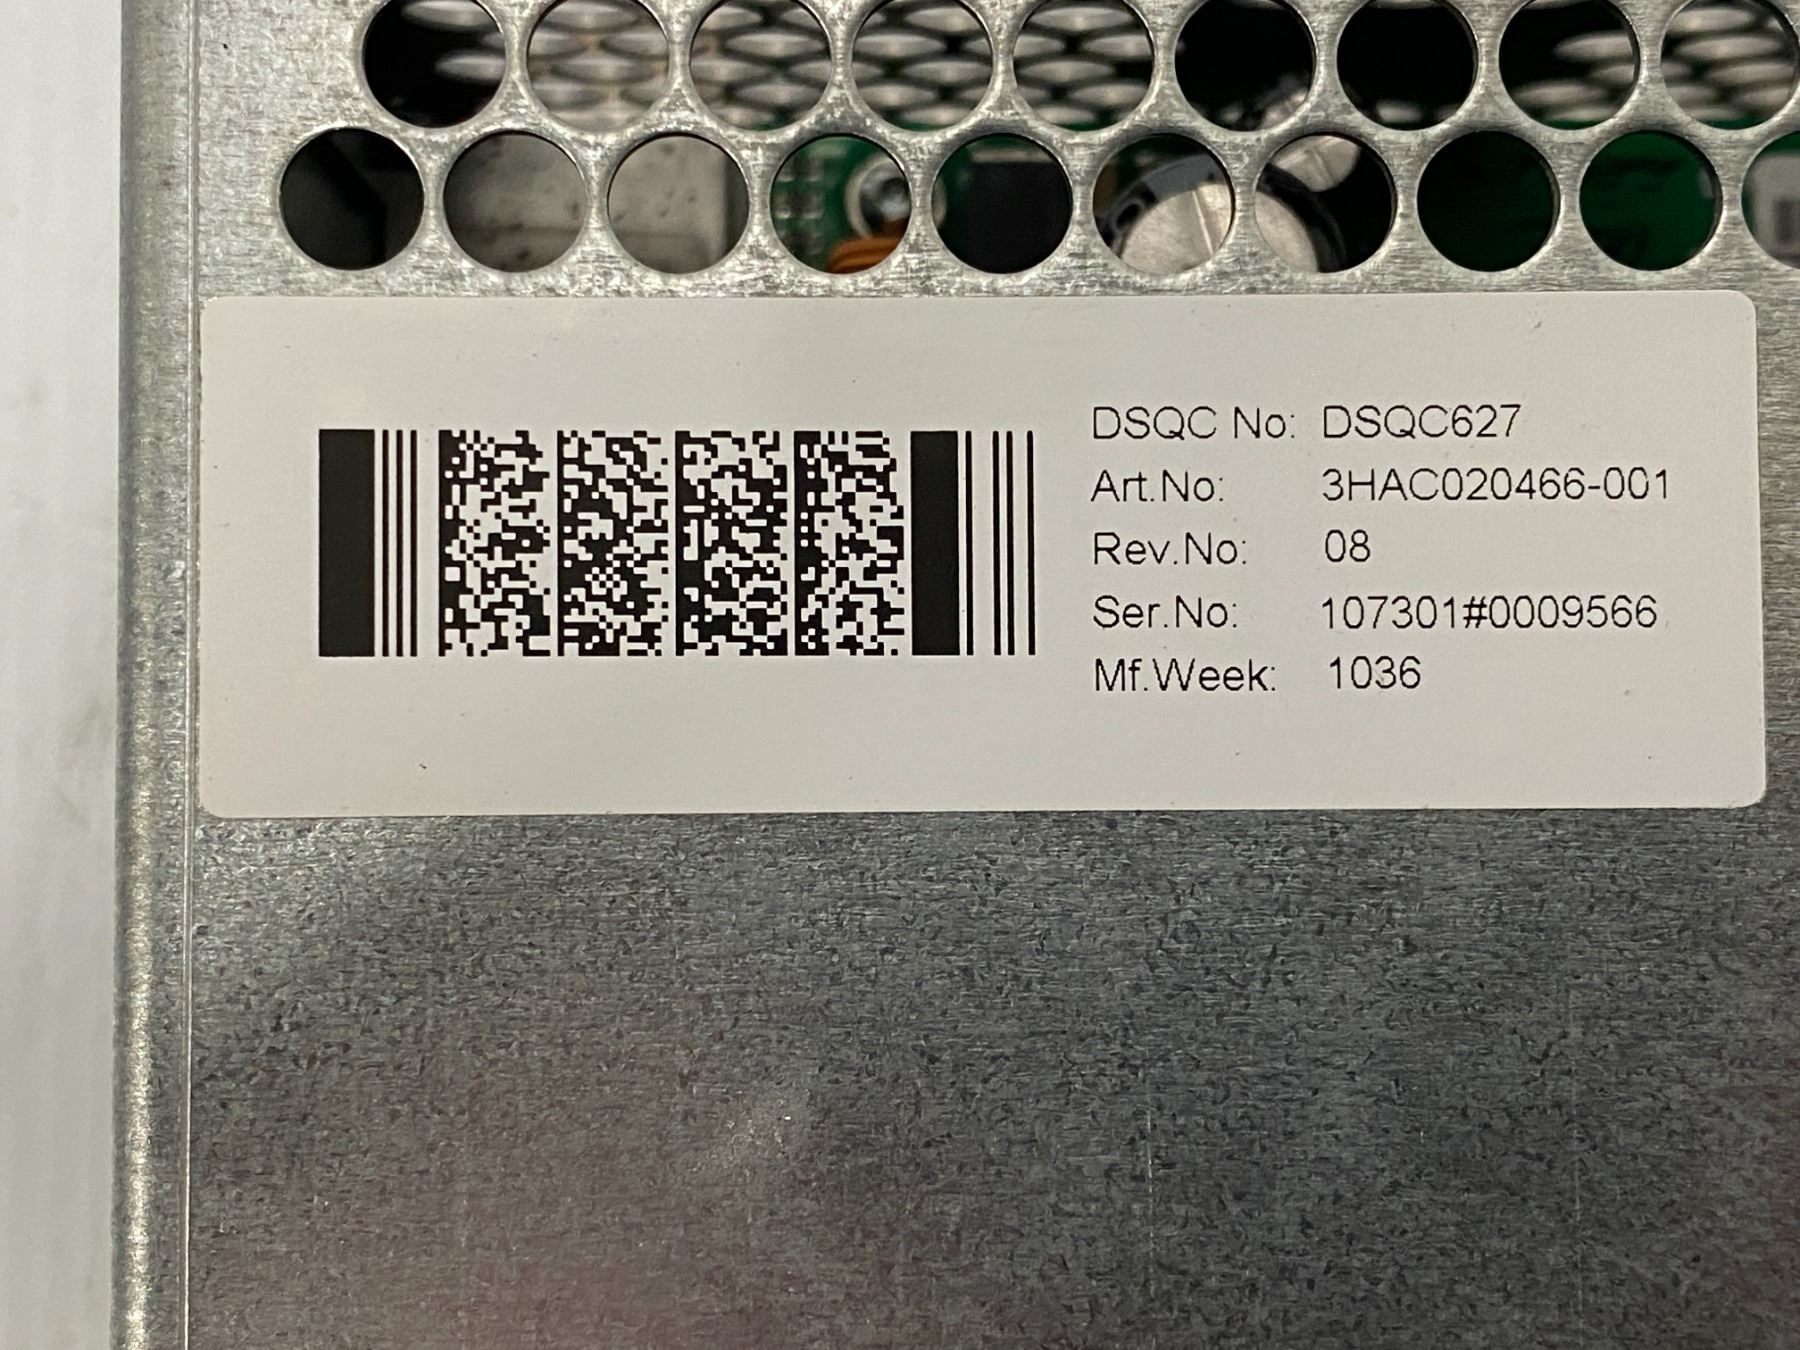 DSQC No: DSQC627
Art.No: 3HAC020466-001
Rev.No: 08
Ser.No: 107301#0009566
Mf.Week: 1036